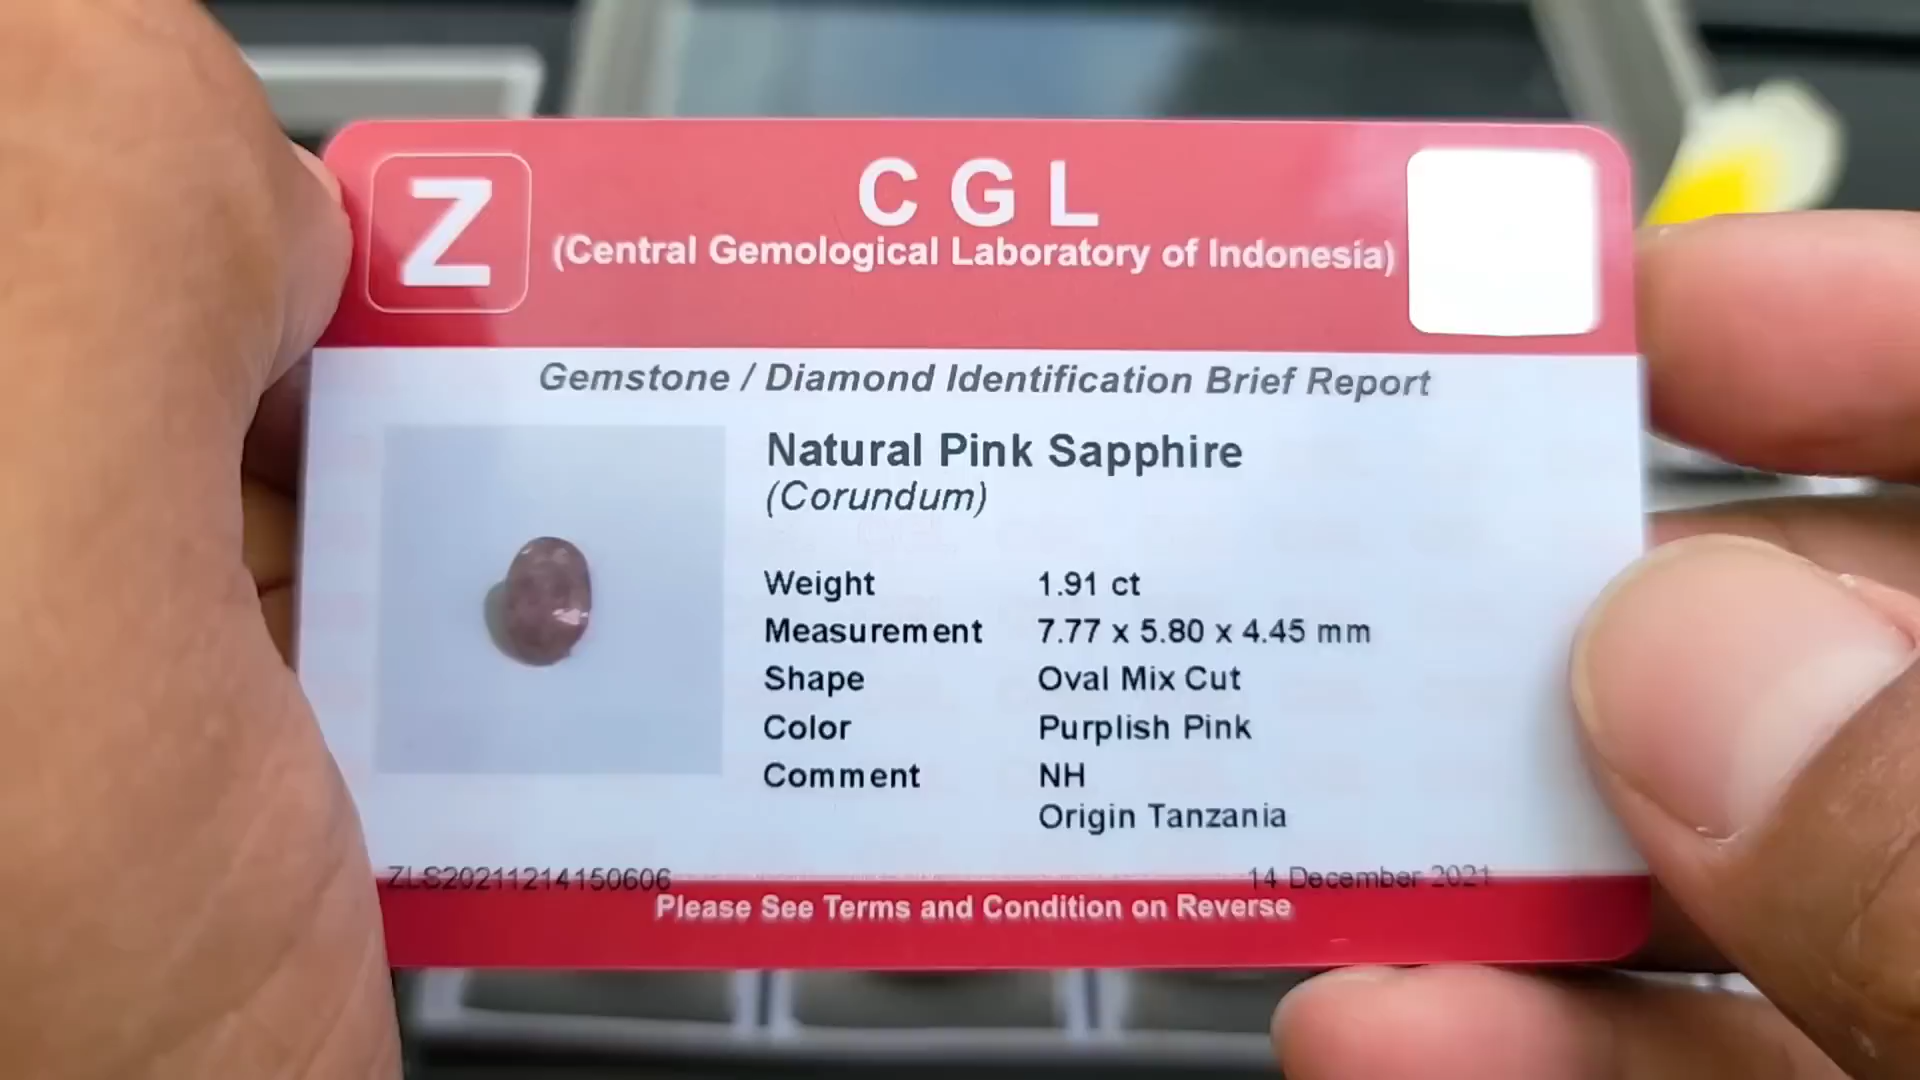 Z
C G L
(Central Gemological Laboratory of Indonesia)
Gemstone / Diamond Identification Brief Report
Natural Pink Sapphire
(Corundum)
Weight 1.91 ct
Measurement 7.77 x 5.80 x 4.45 mm
Shape Oval Mix Cut
Color Purplish Pink
Comment NH
Origin Tanzania
ZLS20211214150606 14 December 2021
Please See Terms and Condition on Reverse